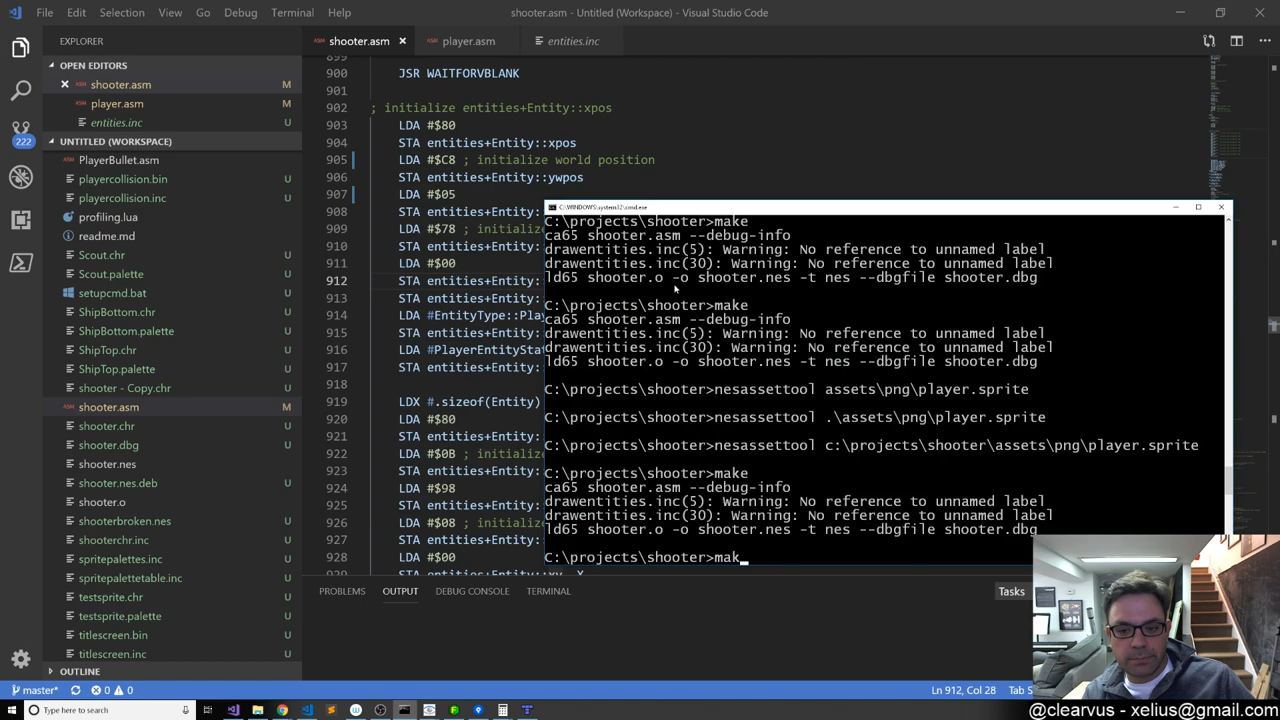 File Edit Selection View Go Debug Terminal Help
shooter.asm - Untitled (Workspace) - Visual Studio Code
EXPLORER
shooter.asm
player.asm
entities.inc
OPEN EDITORS
shooter.asm M
player.asm M
entities.inc U
UNTITLED (WORKSPACE)
PlayerBullet.asm
playercollision.bin U
playercollision.inc U
profiling.lua
readme.md
Scout.chr U
Scout.palette U
setupcmd.bat U
ShipBottom.chr U
ShipBottom.palette U
ShipTop.chr U
ShipTop.palette U
shooter - Copy.chr U
shooter.asm M
shooter.chr U
shooter.dbg U
shooter.nes
shooter.nes.deb U
shooter.o
shooterbroken.nes U
shooterchr.inc U
spritepalettes.inc U
spritepalettetable.inc U
testsprite.chr U
testsprite.palette U
titlescreen.bin U
titlescreen.inc U
OUTLINE
222
899
900 JSR WAITFORVBLANK
901
902 ; initialize entities+Entity::xpos
903 LDA #$80
904 STA entities+Entity::xpos
905 LDA #$C8 ; initialize world position
906 STA entities+Entity::ywpos
907 LDA #$05
908 STA entities+Entity:
909 LDA #$78 ; initializ
910 STA entities+Entity:
911 LDA #$00
912 STA entities+Entity:
913 STA entities+Entity:
914 LDA #EntityType::Pla
915 STA entities+Entity:
916 LDA #PlayerEntityStat
917 STA entities+Entity:
918
919 LDX #.sizeof(Entity)
920 LDA #$80
921 STA entities+Entity:
922 LDA #$0B ; initializ
923 STA entities+Entity:
924 LDA #$98
925 STA entities+Entity:
926 LDA #$08 ; initializ
927 STA entities+Entity:
928 LDA #$00
929 STA entities+Entity::xv, X
C:\WINDOWS\system32\cmd.exe
C:\projects\shooter>make
ca65 shooter.asm --debug-info
drawentities.inc(5): Warning: No reference to unnamed label
drawentities.inc(30): Warning: No reference to unnamed label
ld65 shooter.o -o shooter.nes -t nes --dbgfile shooter.dbg
C:\projects\shooter>make
ca65 shooter.asm --debug-info
drawentities.inc(5): Warning: No reference to unnamed label
drawentities.inc(30): Warning: No reference to unnamed label
ld65 shooter.o -o shooter.nes -t nes --dbgfile shooter.dbg
C:\projects\shooter>nesassettool assets\png\player.sprite
C:\projects\shooter>nesassettool .\assets\png\player.sprite
C:\projects\shooter>nesassettool c:\projects\shooter\assets\png\player.sprite
C:\projects\shooter>make
ca65 shooter.asm --debug-info
drawentities.inc(5): Warning: No reference to unnamed label
drawentities.inc(30): Warning: No reference to unnamed label
ld65 shooter.o -o shooter.nes -t nes --dbgfile shooter.dbg
C:\projects\shooter>mak
PROBLEMS OUTPUT DEBUG CONSOLE TERMINAL
Tasks
master* 0 0
Ln 912, Col 28 Tab S
Type here to search
@clearvus - xelius@gmail.com